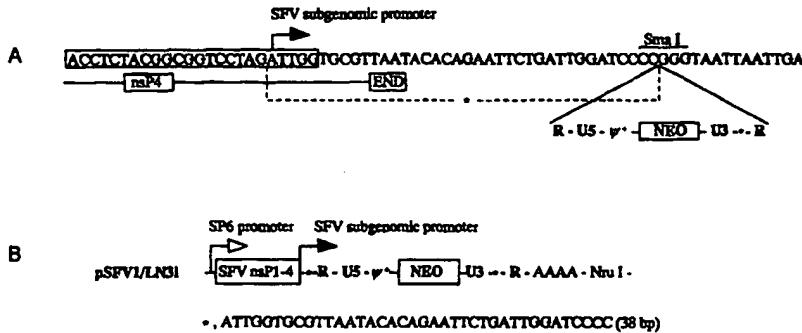 SFV subgenomic promoter
Sma I
A
ACCTCTACGGCGGTCCTAGATTGGTGCGTTAATACACAGAATTCTGATTGGATCCCCGGGTAATTAATTGA
nsP4
END
*
R - U5 - ψ⁺ - NEO - U3 - R
SP6 promoter
SFV subgenomic promoter
B
pSFV1/LN3i
SFV nsP1-4
R - U5 - ψ⁺ - NEO - U3 - R - AAAA - Nru I -
*, ATTGGTGCGTTAATACACAGAATTCTGATTGGATCCCC (38 bp)